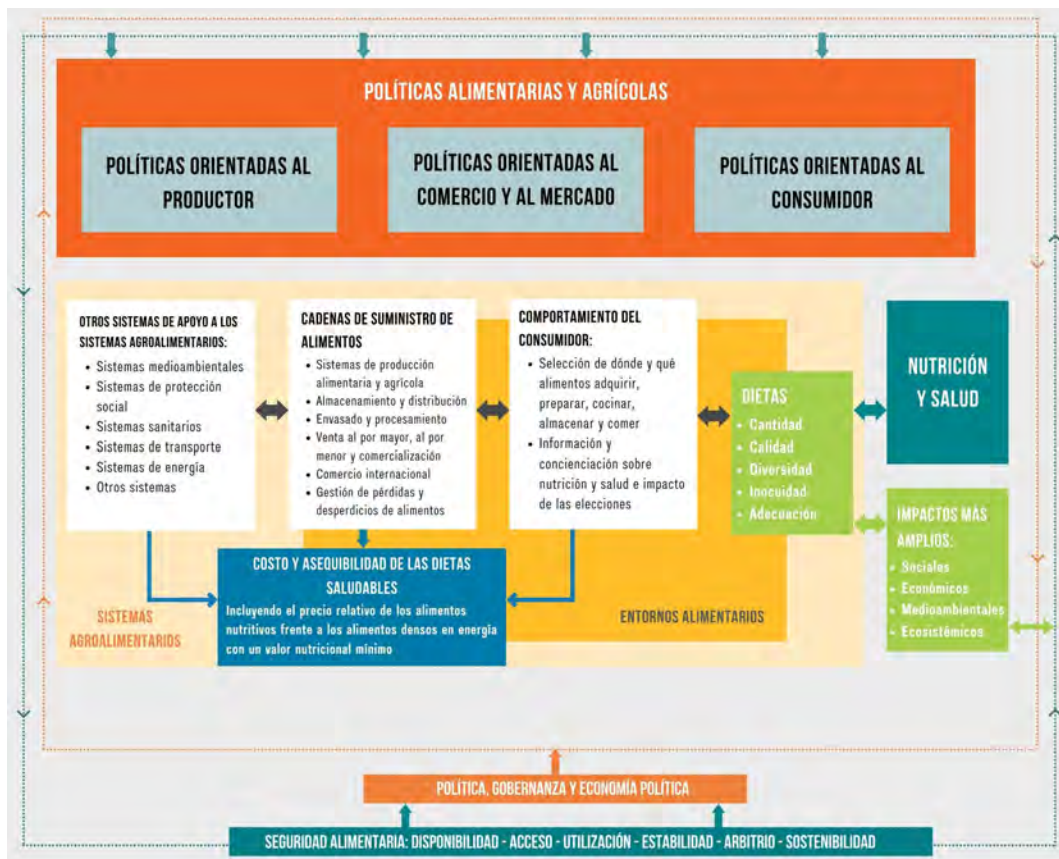 POLÍTICAS ALIMENTARIAS Y AGRÍCOLAS
POLÍTICAS ORIENTADAS AL
PRODUCTOR
POLÍTICAS ORIENTADAS AL
COMERCIO Y AL MERCADO
POLÍTICAS ORIENTADAS AL
CONSUMIDOR
OTROS SISTEMAS DE APOYO A LOS
SISTEMAS AGROALIMENTARIOS:
• Sistemas medioambientales
• Sistemas de protección
social
• Sistemas sanitarios
• Sistemas de transporte
• Sistemas de energía
• Otros sistemas
CADENAS DE SUMINISTRO DE
ALIMENTOS
• Sistemas de producción
alimentaria y agrícola
• Almacenamiento y distribución
• Envasado y procesamiento
• Venta al por mayor, al por
menor y comercialización
• Comercio internacional
• Gestión de pérdidas y
desperdicios de alimentos
COMPORTAMIENTO DEL
CONSUMIDOR:
• Selección de dónde y qué
alimentos adquirir,
preparar, cocinar,
almacenar y comer
• Información y
concienciación sobre
nutrición y salud e impacto
de las elecciones
DIETAS
• Cantidad
• Calidad
• Diversidad
• Inocuidad
• Adecuación
NUTRICIÓN
Y SALUD
IMPACTOS MÁS
AMPLIOS:
• Sociales
• Económicos
• Medioambientales
• Ecosistémicos
COSTO Y ASEQUIBILIDAD DE LAS DIETAS
SALUDABLES
Incluyendo el precio relativo de los alimentos
nutritivos frente a los alimentos densos en energía
con un valor nutricional mínimo
SISTEMAS
AGROALIMENTARIOS
ENTORNOS ALIMENTARIOS
POLÍTICA, GOBERNANZA Y ECONOMÍA POLÍTICA
SEGURIDAD ALIMENTARIA: DISPONIBILIDAD - ACCESO - UTILIZACIÓN - ESTABILIDAD - ARBITRIO - SOSTENIBILIDAD